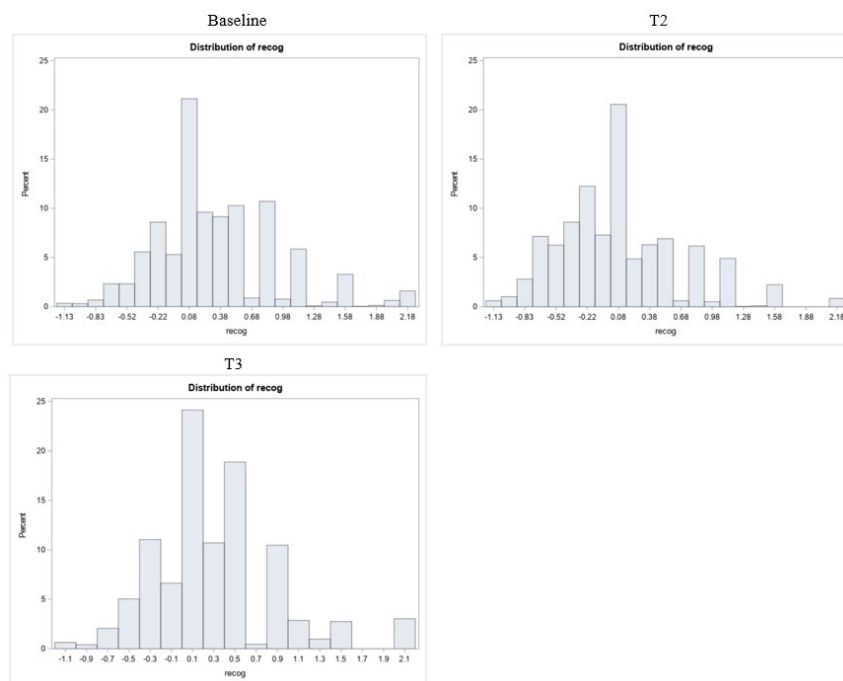 Baseline
Distribution of recog
25
20
15
10
5
0
Percent
-1.13 -0.83 -0.52 -0.22 0.08 0.38 0.68 0.98 1.28 1.58 1.88 2.18
recog
T2
Distribution of recog
25
20
15
10
5
0
Percent
-1.13 -0.83 -0.52 -0.22 0.08 0.38 0.68 0.98 1.28 1.58 1.88 2.18
recog
T3
Distribution of recog
25
20
15
10
5
0
Percent
-1.1 -0.9 -0.7 -0.5 -0.3 -0.1 0.1 0.3 0.5 0.7 0.9 1.1 1.3 1.5 1.7 1.9 2.1
recog